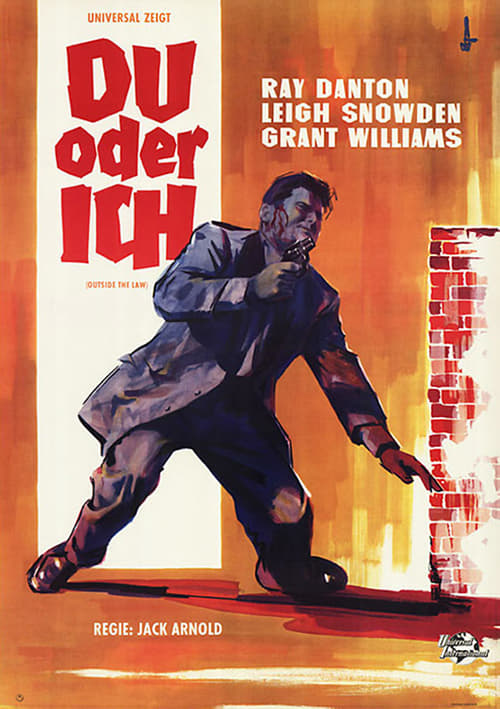 UNIVERSAL ZEIGT
DU
oder
ICH
(OUTSIDE THE LAW)
RAY DANTON
LEIGH SNOWDEN
GRANT WILLIAMS
REGIE: JACK ARNOLD
Universal
International